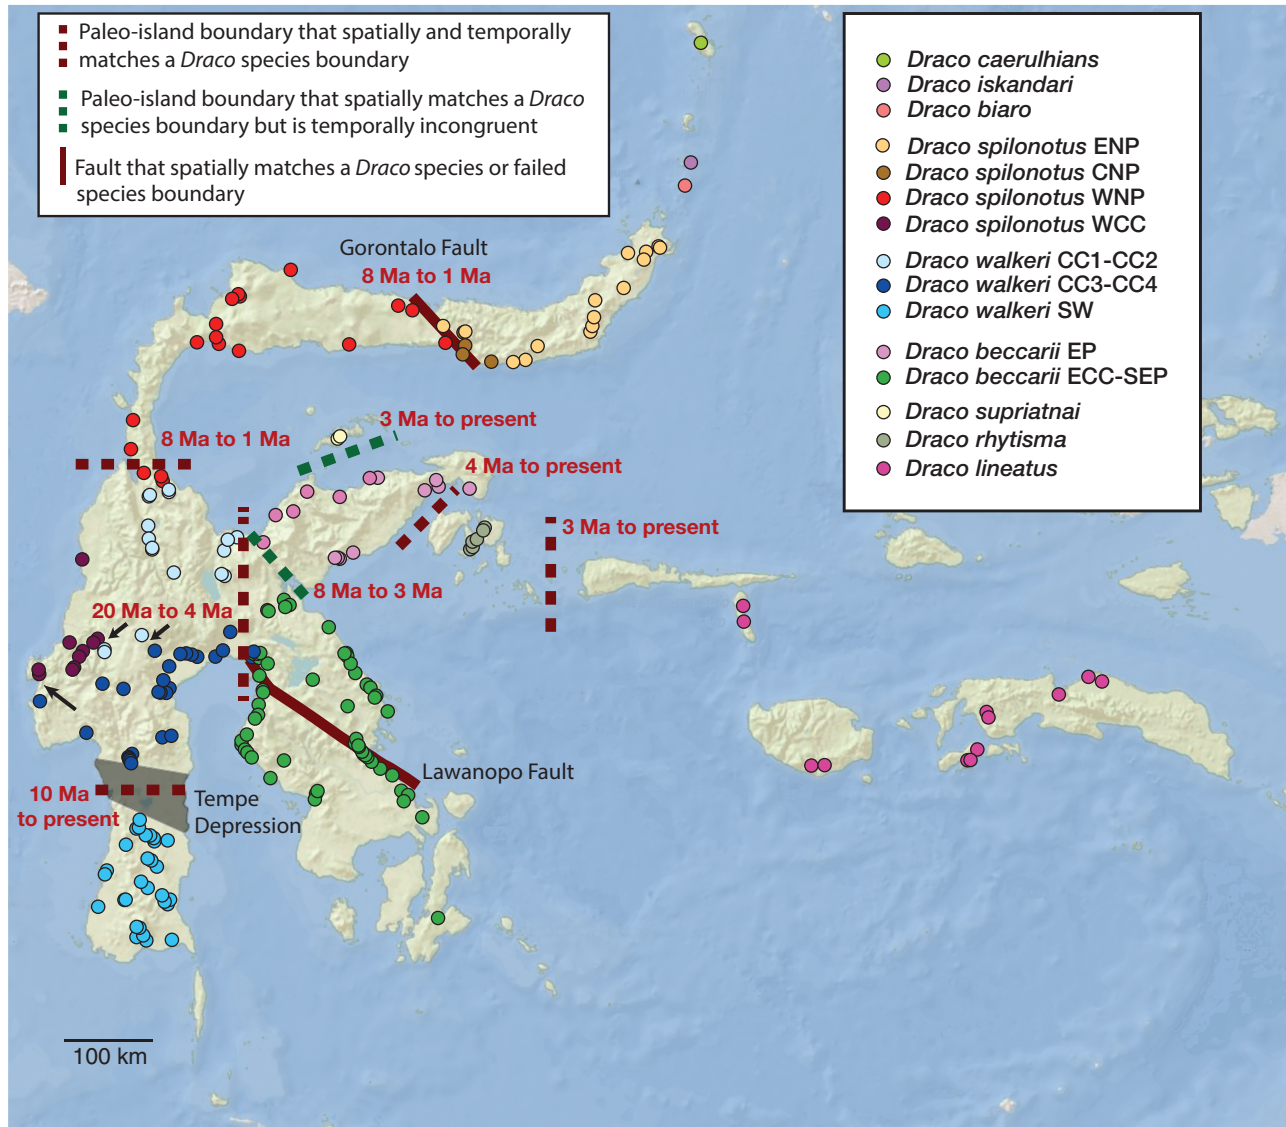 Paleo-island boundary that spatially and temporally
matches a Draco species boundary
Paleo-island boundary that spatially matches a Draco
species boundary but is temporally incongruent
Fault that spatially matches a Draco species or failed
species boundary
Draco caerulhians
Draco iskandari
Draco biaro
Draco spilonotus ENP
Draco spilonotus CNP
Draco spilonotus WNP
Draco spilonotus WCC
Draco walkeri CC1-CC2
Draco walkeri CC3-CC4
Draco walkeri SW
Draco beccarii EP
Draco beccarii ECC-SEP
Draco supriatnai
Draco rhytisma
Draco lineatus
Gorontalo Fault
8 Ma to 1 Ma
3 Ma to present
8 Ma to 1 Ma
4 Ma to present
3 Ma to present
8 Ma to 3 Ma
20 Ma to 4 Ma
Lawanopo Fault
10 Ma
to present
Tempe
Depression
100 km